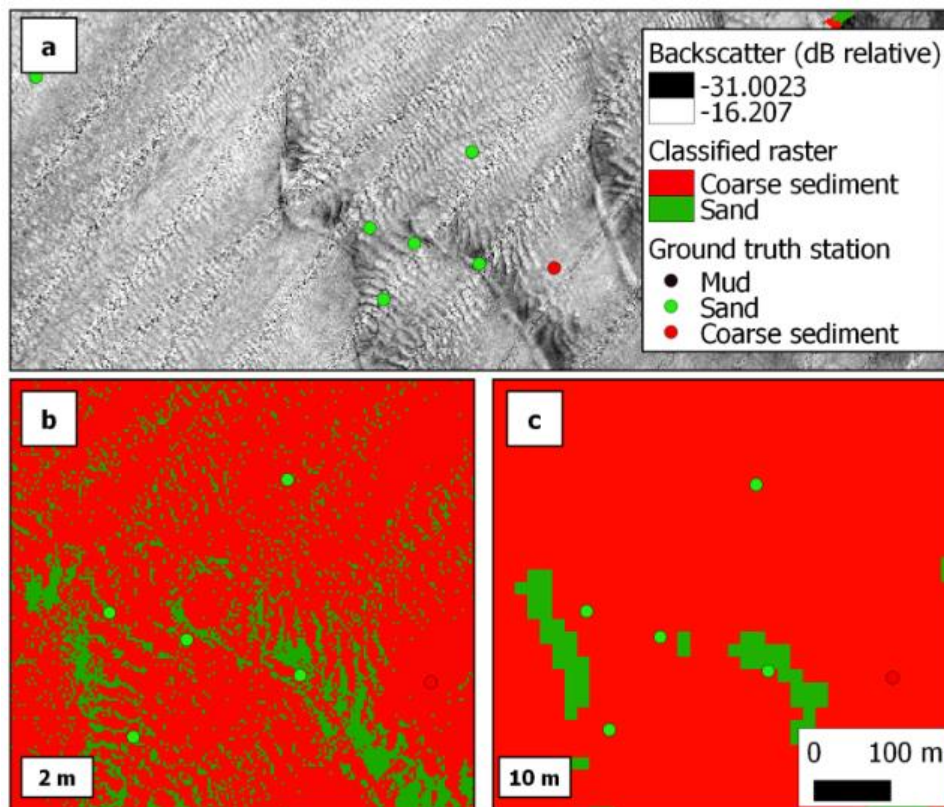 a
Backscatter (dB relative)
-31.0023
-16.207
Classified raster
Coarse sediment
Sand
Ground truth station
Mud
Sand
Coarse sediment
b
c
2 m
10 m
0 100 m